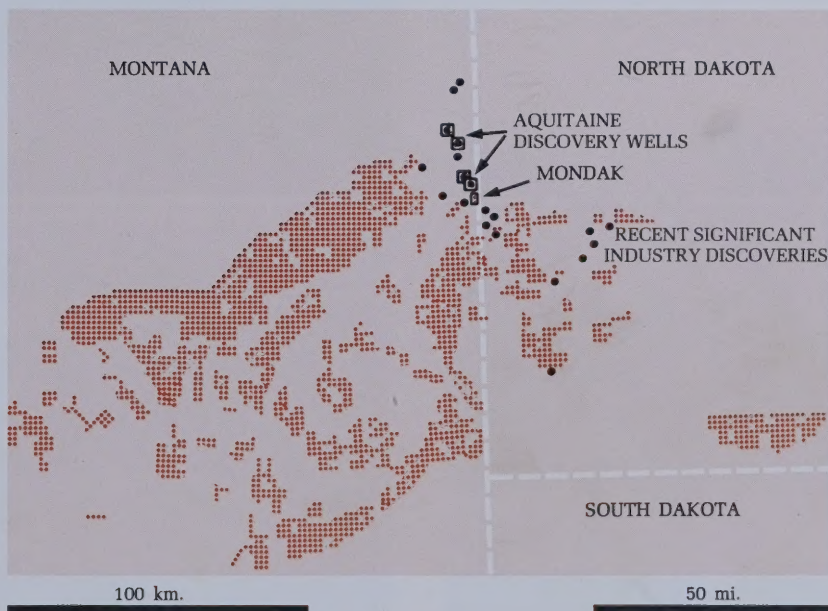 MONTANA
NORTH DAKOTA
AQUITAINE
DISCOVERY WELLS
MONDAK
RECENT SIGNIFICANT
INDUSTRY DISCOVERIES
SOUTH DAKOTA
100 km.
50 mi.